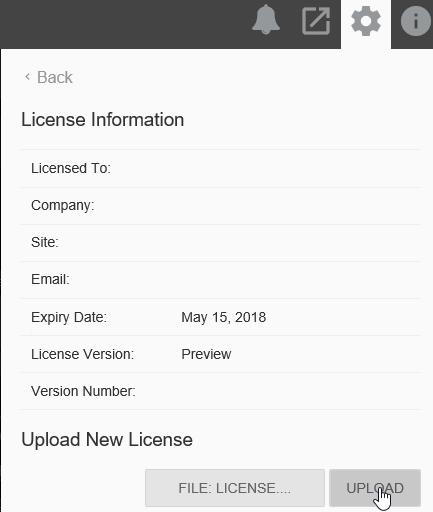 Back
License Information
Licensed To:
Company:
Site:
Email:
Expiry Date: May 15, 2018
License Version: Preview
Version Number:
Upload New License
FILE: LICENSE.... UPLOAD